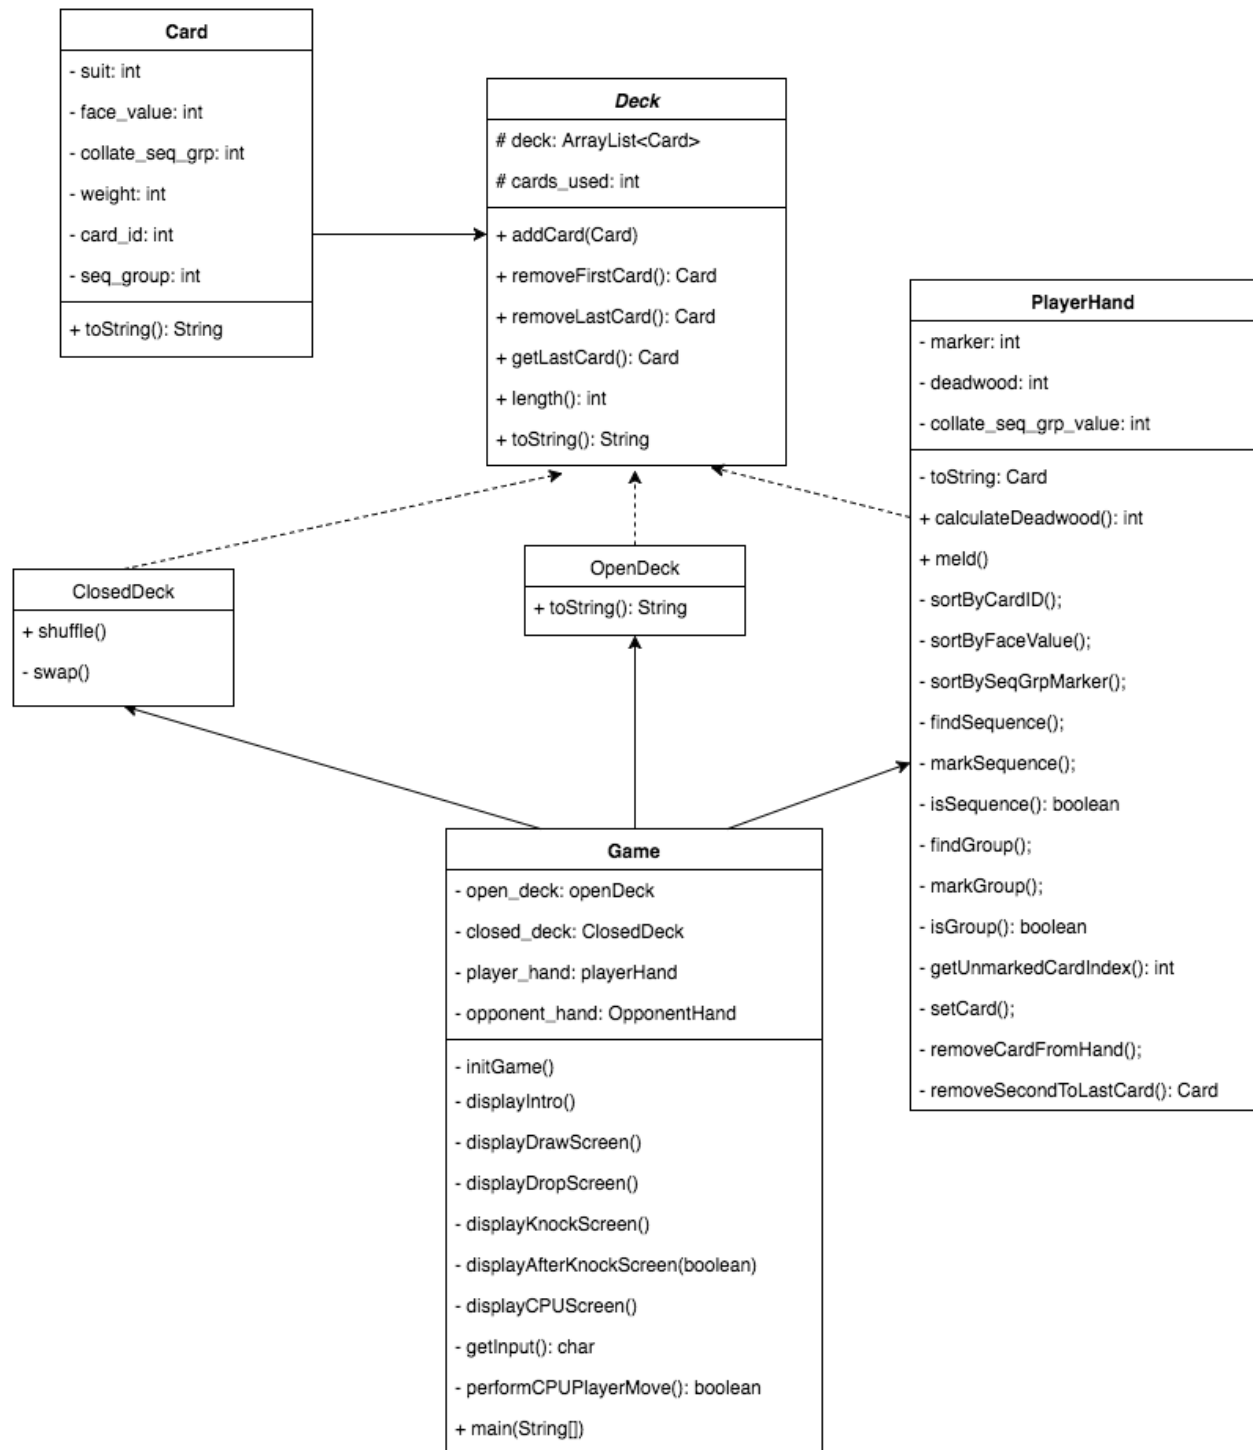 Card
- suit: int
- face_value: int
- collate_seq_grp: int
- weight: int
- card_id: int
- seq_group: int
+ toString(): String
Deck
# deck: ArrayList<Card>
# cards_used: int
+ addCard(Card)
+ removeFirstCard(): Card
+ removeLastCard(): Card
+ getLastCard(): Card
+ length(): int
+ toString(): String
PlayerHand
- marker: int
- deadwood: int
- collate_seq_grp_value: int
- toString: Card
+ calculateDeadwood(): int
+ meld()
- sortByCardID();
- sortByFaceValue();
- sortBySeqGrpMarker();
- findSequence();
- markSequence();
- isSequence(): boolean
- findGroup();
- markGroup();
- isGroup(): boolean
- getUnmarkedCardIndex(): int
- setCard();
- removeCardFromHand();
- removeSecondToLastCard(): Card
ClosedDeck
+ shuffle()
- swap()
OpenDeck
+ toString(): String
Game
- open_deck: openDeck
- closed_deck: ClosedDeck
- player_hand: playerHand
- opponent_hand: OpponentHand
- initGame()
- displayIntro()
- displayDrawScreen()
- displayDropScreen()
- displayKnockScreen()
- displayAfterKnockScreen(boolean)
- displayCPUScreen()
- getInput(): char
- performCPUPlayerMove(): boolean
+ main(String[])